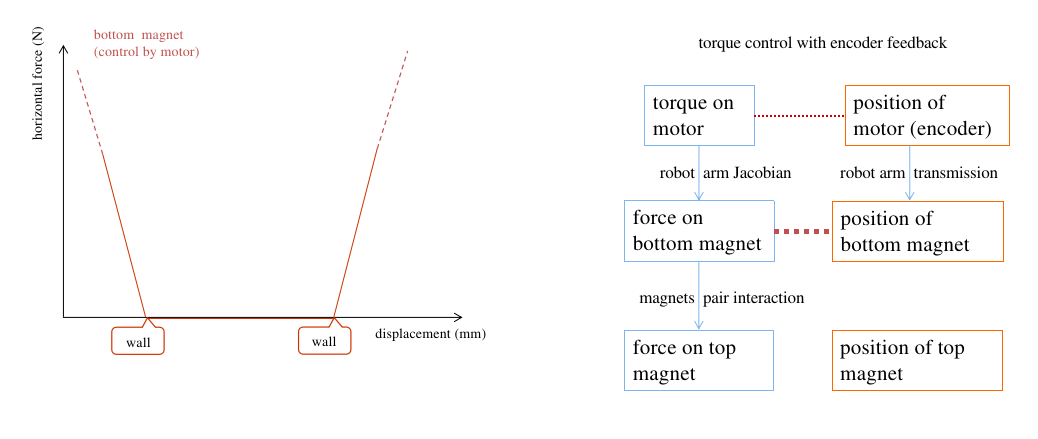 horizontal force (N)
bottom magnet
(control by motor)
wall
wall
displacement (mm)
torque control with encoder feedback
torque on
motor
position of
motor (encoder)
robot arm Jacobian
robot arm transmission
force on
bottom magnet
position of
bottom magnet
magnets pair interaction
force on top
magnet
position of top
magnet